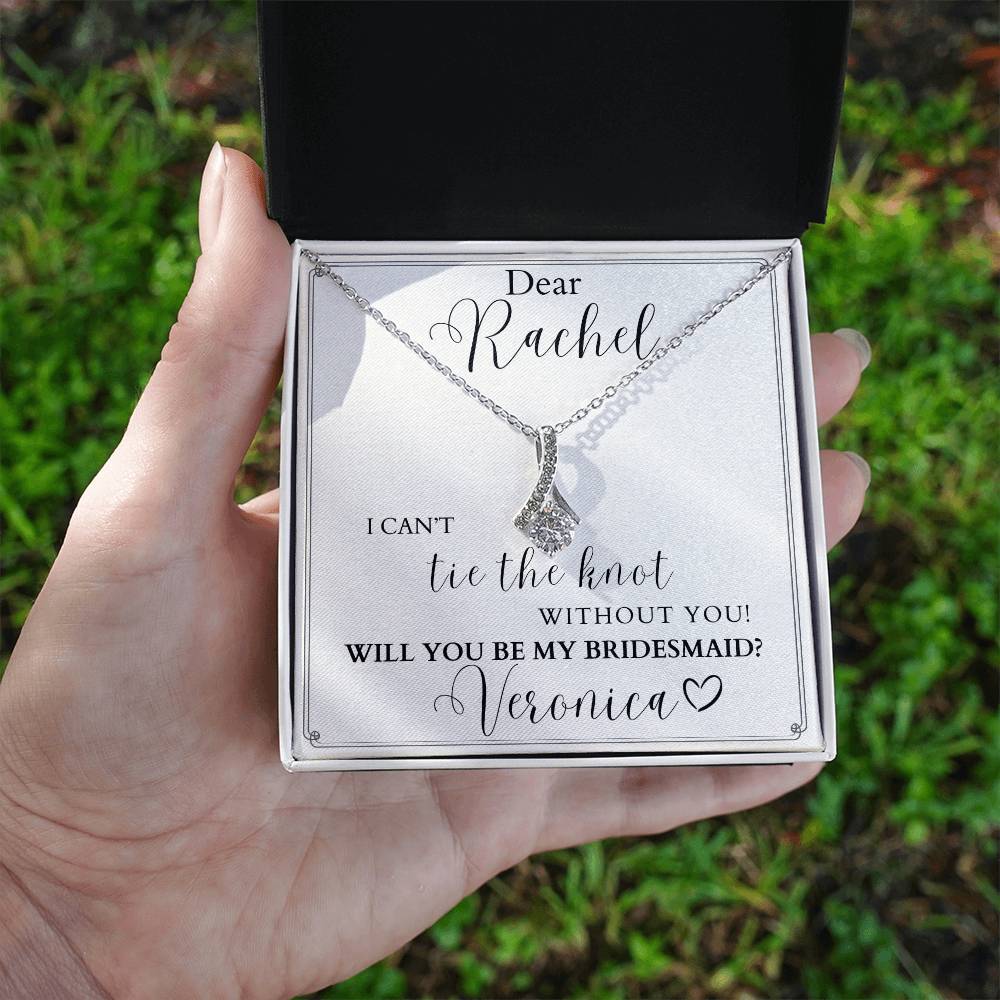 Dear
Rachel
I CAN'T
tie the knot
WITHOUT YOU!
WILL YOU BE MY BRIDESMAID?
Veronica♡